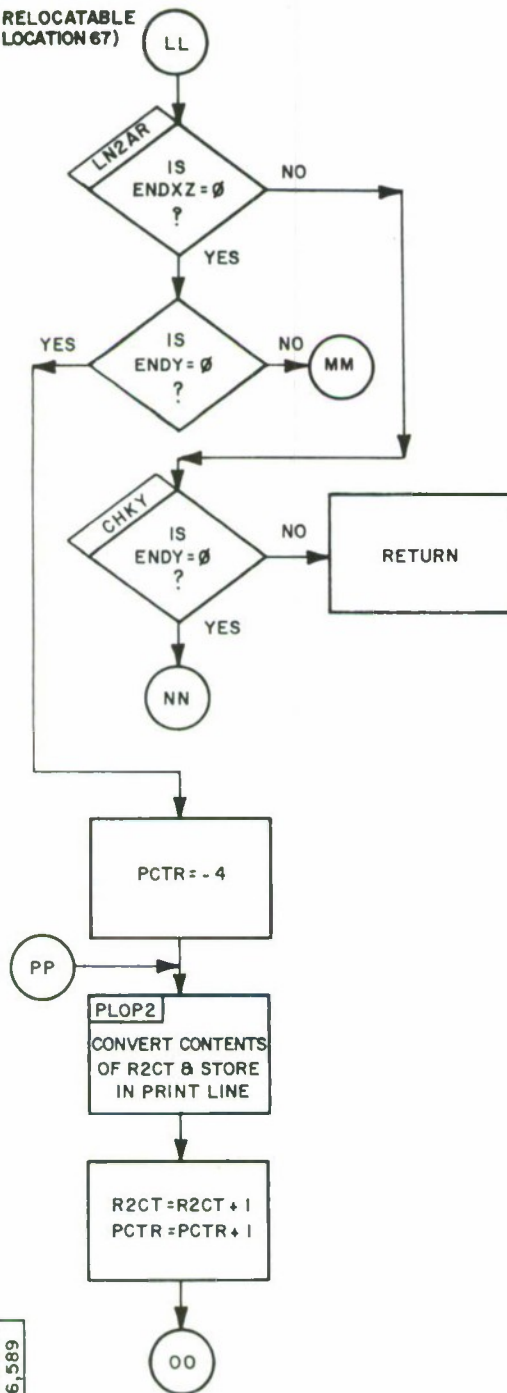 RELOCATABLE
LOCATION 67)
LL
LN2AR
IS
ENDXZ = Ø
?
NO
YES
IS
ENDY = Ø
?
YES
NO
MM
CHKY
IS
ENDY = Ø
?
NO
RETURN
YES
NN
PCTR = - 4
PP
PLOP2
CONVERT CONTENTS
OF R2CT & STORE
IN PRINT LINE
R2CT = R2CT + 1
PCTR = PCTR + 1
OO
6,589